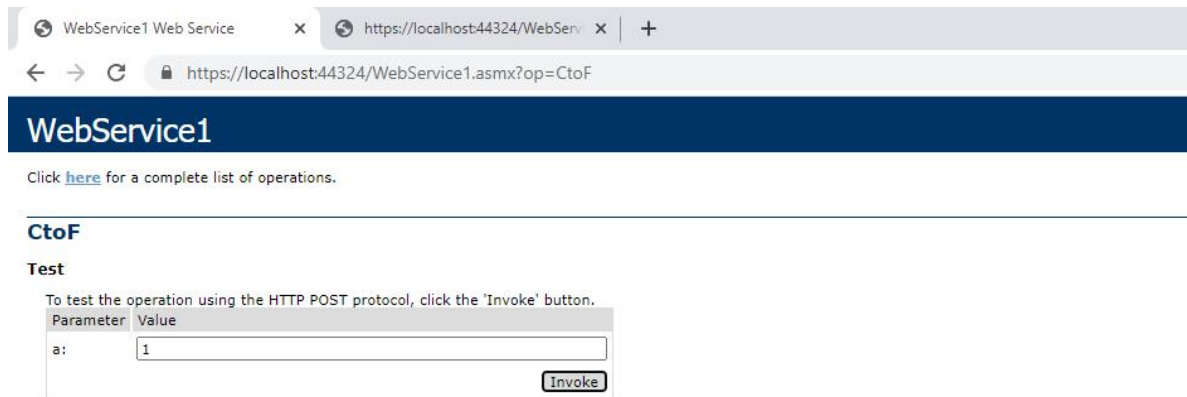 WebService1 Web Service
https://localhost:44324/WebServ
https://localhost:44324/WebService1.asmx?op=CtoF
WebService1
Click here for a complete list of operations.
CtoF
Test
To test the operation using the HTTP POST protocol, click the 'Invoke' button.
Parameter Value
a: 1
Invoke